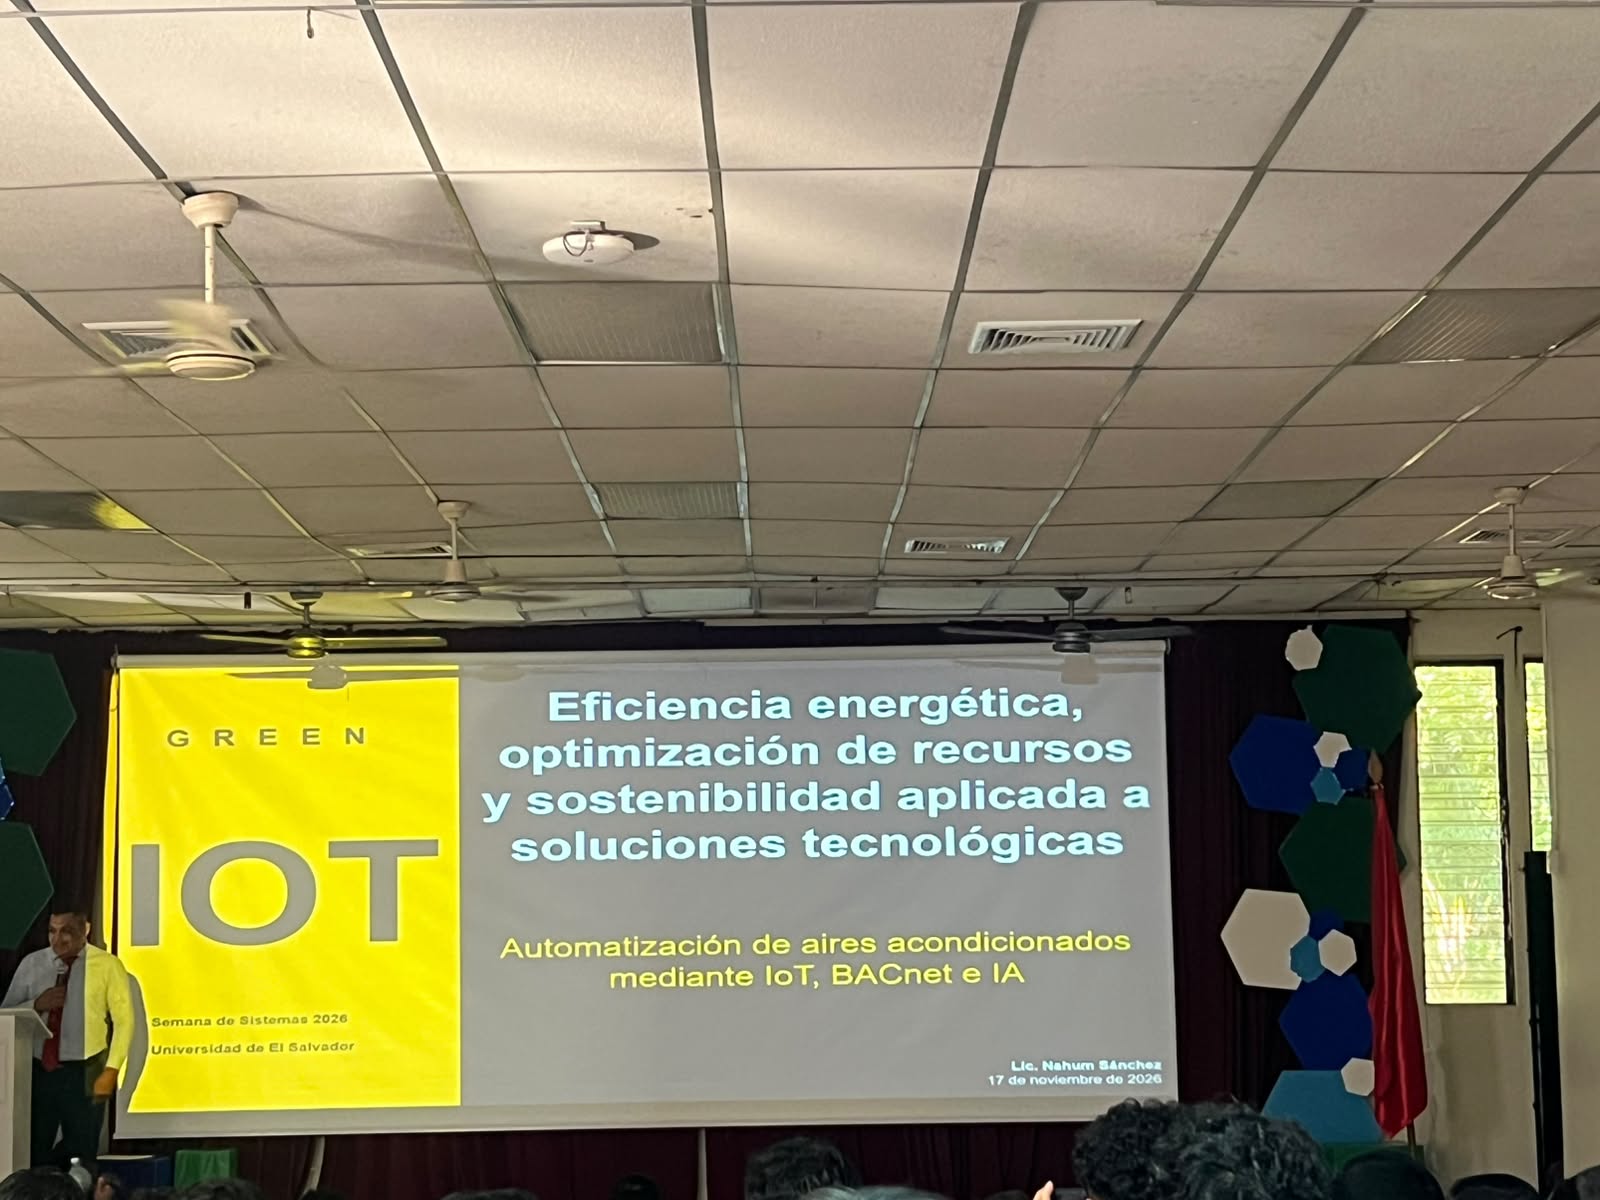 GREEN
IOT
Semana de Sistemas 2026
Universidad de El Salvador
Eficiencia energética,
optimización de recursos
y sostenibilidad aplicada a
soluciones tecnológicas
Automatización de aires acondicionados
mediante IoT, BACnet e IA
Lic. Nahum Sánchez
17 de noviembre de 2026